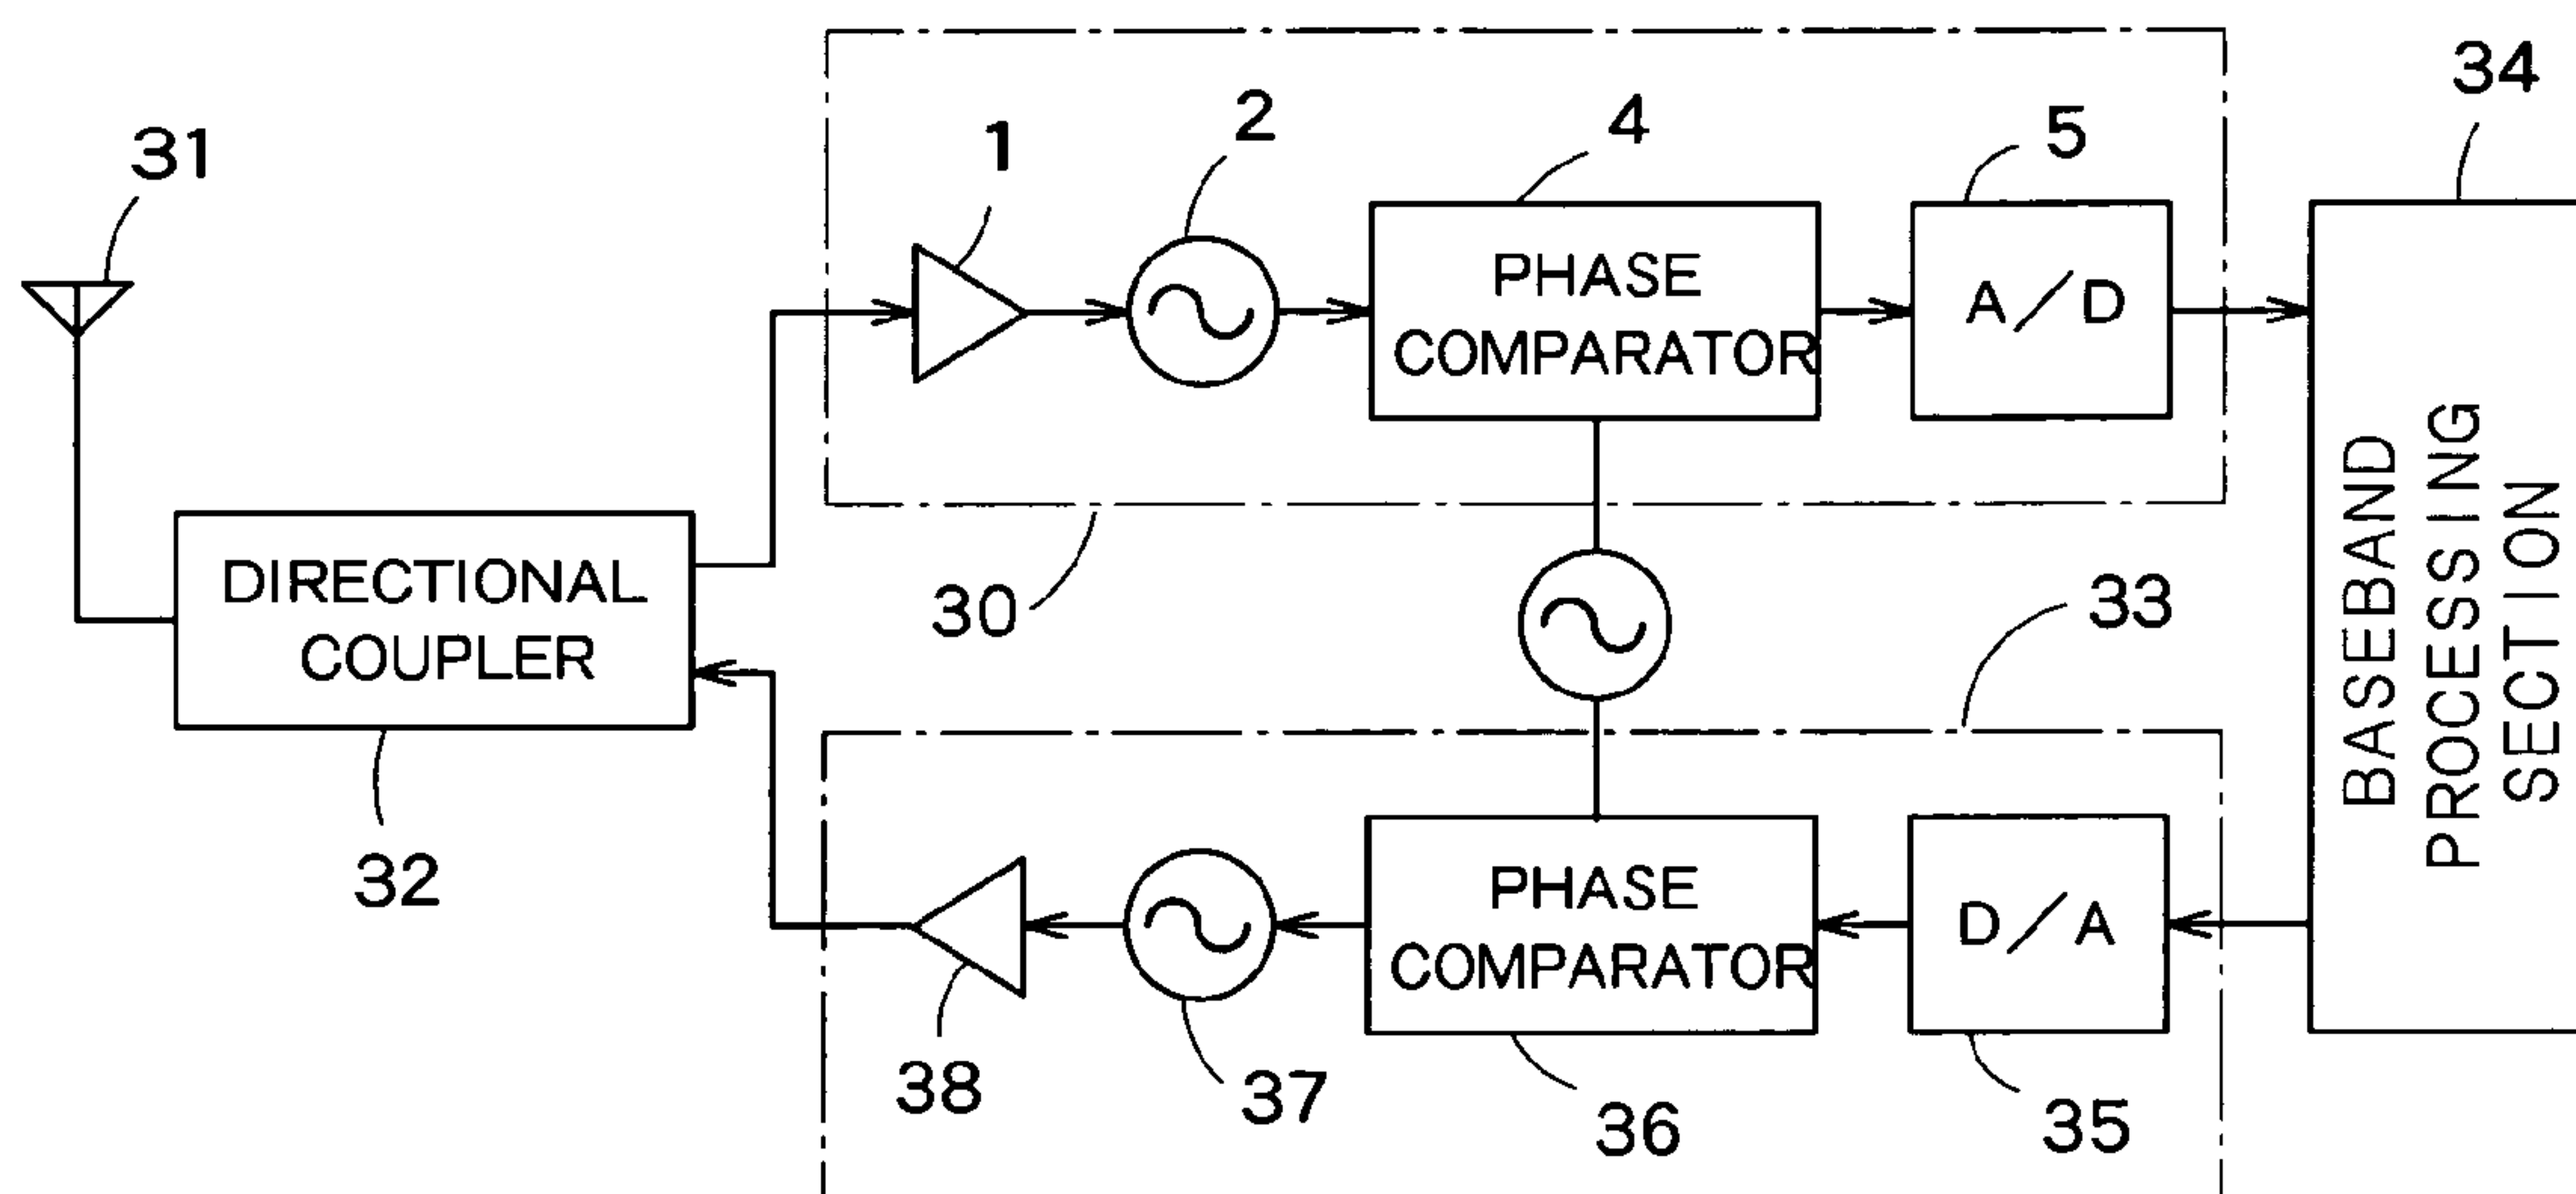 34
31
1
2
4
5
PHASE
COMPARATOR
A/D
DIRECTIONAL
COUPLER
30
33
BASEBAND
PROCESSING
SECTION
32
PHASE
COMPARATOR
D/A
38
37
36
35